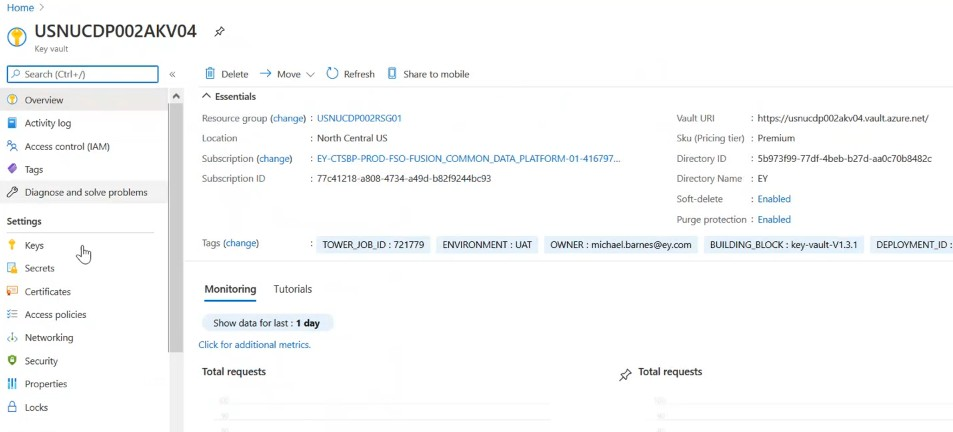 Home >
USNUCDP002AKV04
Key vault
Search (Ctrl+/)
«
Delete
Move
Refresh
Share to mobile
Overview
Activity log
Access control (IAM)
Tags
Diagnose and solve problems
Settings
Keys
Secrets
Certificates
Access policies
Networking
Security
Properties
Locks
Essentials
Resource group (change) : USNUCDP002RSG01
Location : North Central US
Subscription (change) : EY-CTSBP-PROD-FSO-FUSION_COMMON_DATA_PLATFORM-01-416797...
Subscription ID : 77c41218-a808-4734-a49d-b82f9244bc93
Vault URI : https://usnucdp002akv04.vault.azure.net/
Sku (Pricing tier) : Premium
Directory ID : 5b973f99-77df-4beb-b27d-aa0c70b8482c
Directory Name : EY
Soft-delete : Enabled
Purge protection : Enabled
Tags (change) : TOWER_JOB_ID : 721779 ENVIRONMENT : UAT OWNER : michael.barnes@ey.com BUILDING_BLOCK : key-vault-V1.3.1 DEPLOYMENT_ID :
Monitoring Tutorials
Show data for last : 1 day
Click for additional metrics.
Total requests
Total requests